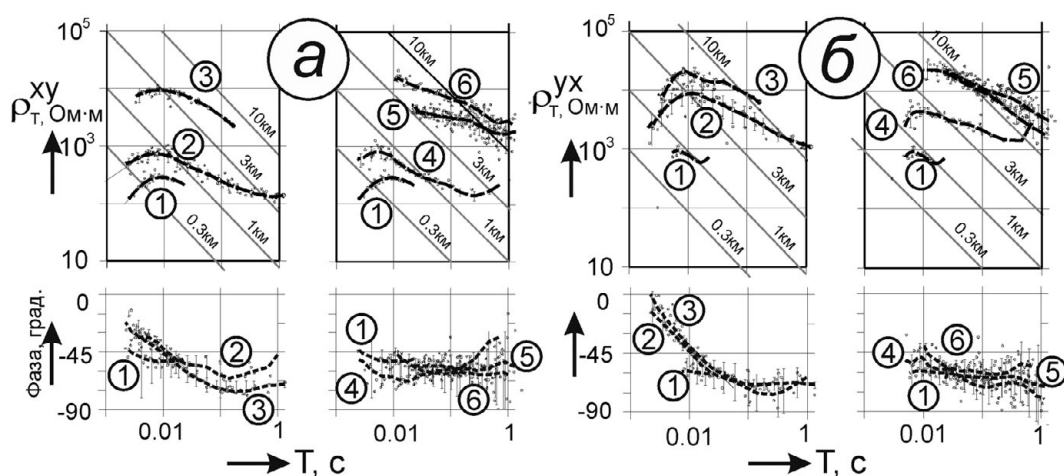 10⁵
ρT, Ом·м
xy
10³
10
③
②
①
10км
3км
1км
0.3км
а
⑥
⑤
④
①
10км
3км
1км
0.3км
Фаза, град.
0
-45
-90
①
②
③
0.01
1
①
④
⑤
⑥
0.01
1
T, с
10⁵
ρT, Ом·м
yx
10³
10
③
②
①
10км
3км
1км
0.3км
б
⑥
⑤
④
①
10км
3км
1км
0.3км
0
-45
-90
③
②
①
0.01
1
④
⑥
①
⑤
0.01
1
T, с